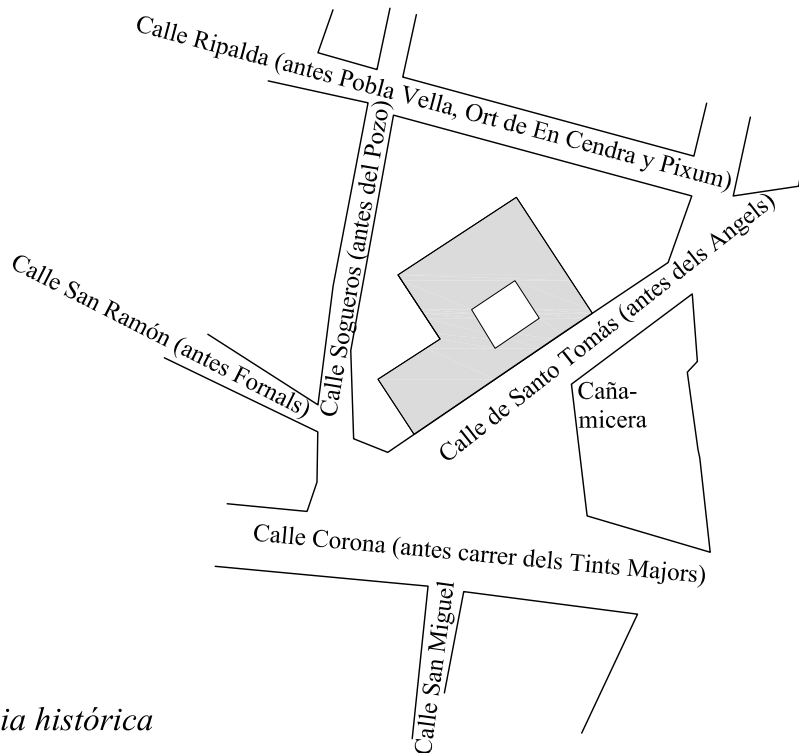 Calle Ripalda (antes Pobla Vella, Ort de En Cendra y Pixum)
Calle Sogueros (antes del Pozo)
Calle San Ramón (antes Fornals)
Calle de Santo Tomás (antes dels Angels)
Caña-
micera
Calle Corona (antes carrer dels Tints Majors)
Calle San Miguel
ia histórica